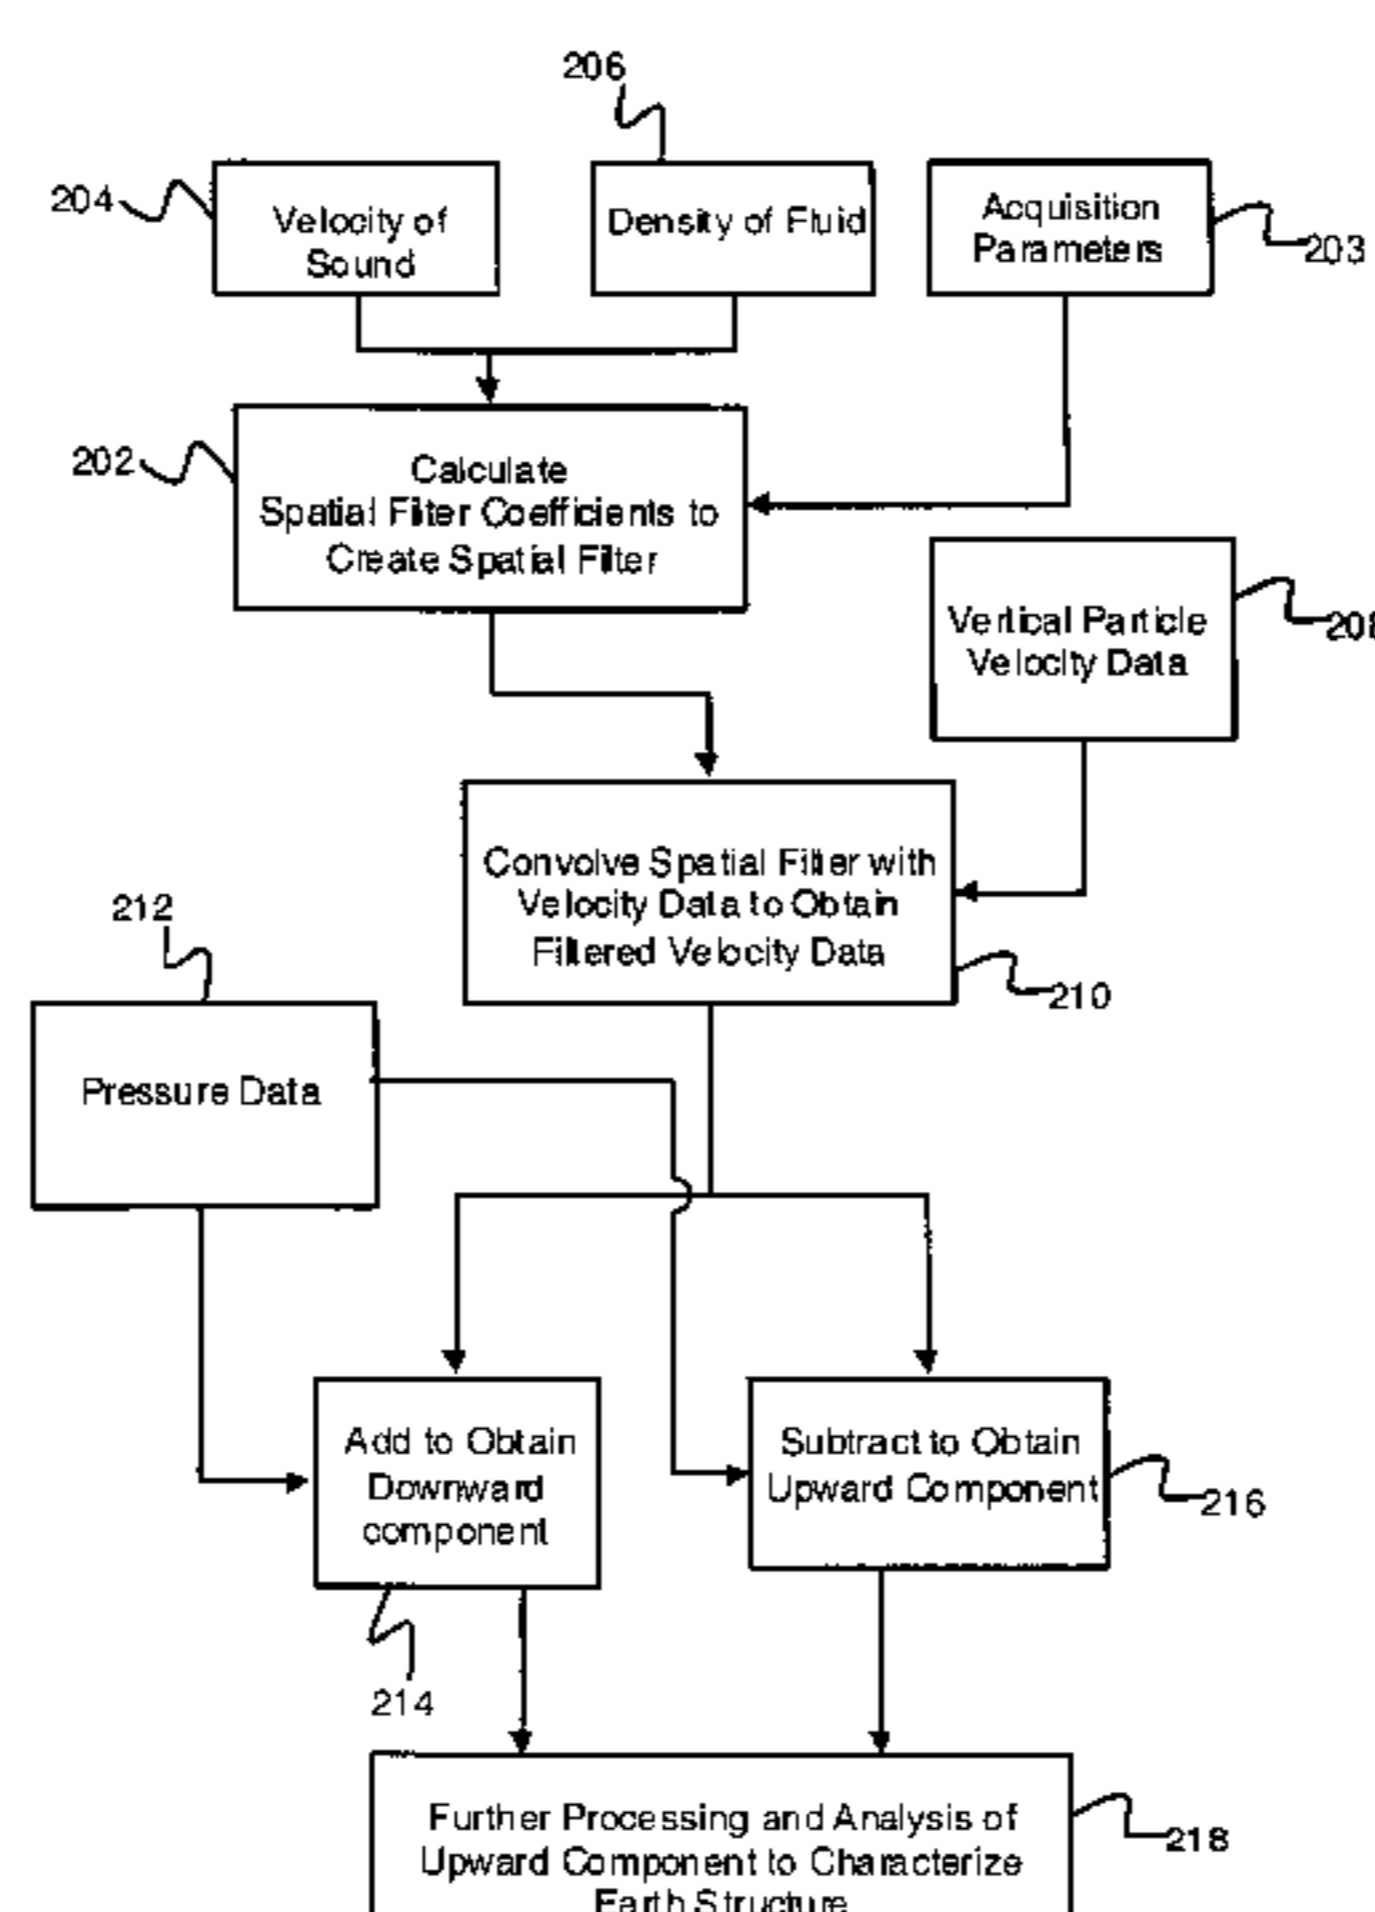 206
204
Velocity of
Sound
Density of Fluid
Acquisition
Parameters
203
202
Calculate
Spatial Filter Coefficients to
Create Spatial Filter
Vertical Particle
Velocity Data
Convolve Spatial Filter with
Velocity Data to Obtain
Filtered Velocity Data
210
212
Pressure Data
Add to Obtain
Downward
component
214
Subtract to Obtain
Upward Component
216
Further Processing and Analysis of
Upward Component to Characterize
Earth Structure
218